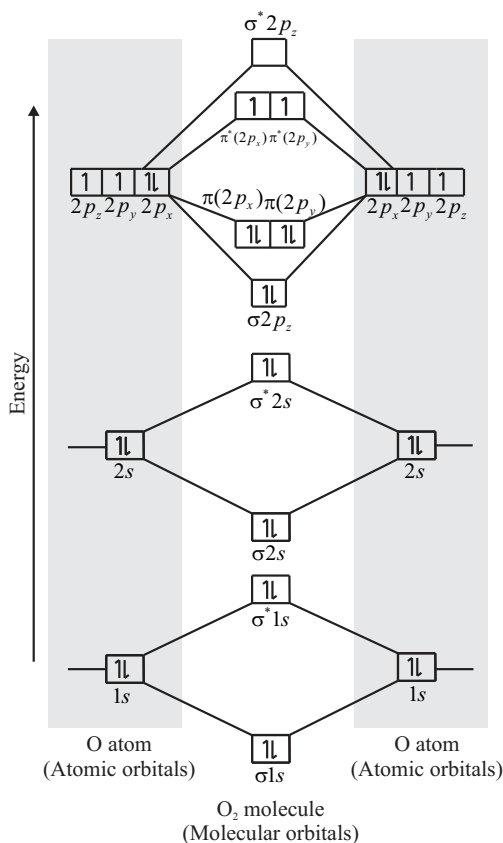 σ*2pz
π*(2px) π*(2py)
2pz 2py 2px
2px 2py 2pz
π(2px) π(2py)
σ2pz
Energy
σ*2s
2s
2s
σ2s
σ*1s
1s
1s
σ1s
O atom
(Atomic orbitals)
O atom
(Atomic orbitals)
O₂ molecule
(Molecular orbitals)